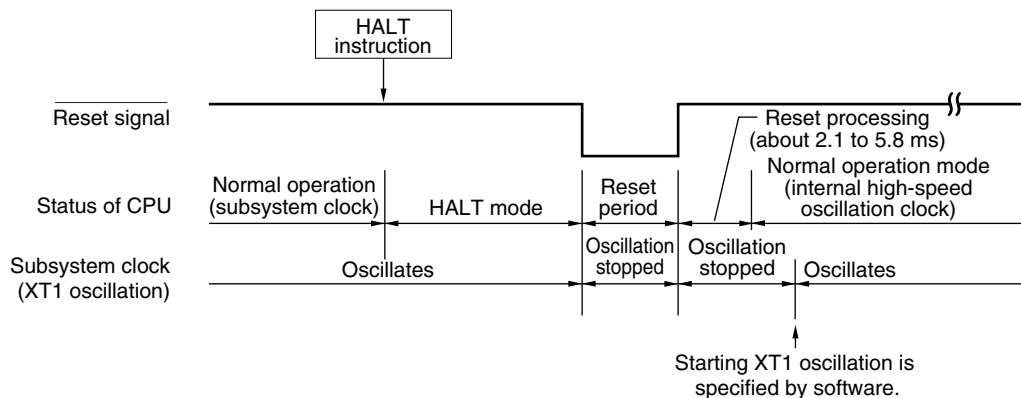 HALT
instruction
Reset signal
Reset processing
(about 2.1 to 5.8 ms)
Status of CPU
Normal operation
(subsystem clock)
HALT mode
Reset
period
Normal operation mode
(internal high-speed
oscillation clock)
Subsystem clock
(XT1 oscillation)
Oscillates
Oscillation
stopped
Oscillation
stopped
Oscillates
Starting XT1 oscillation is
specified by software.